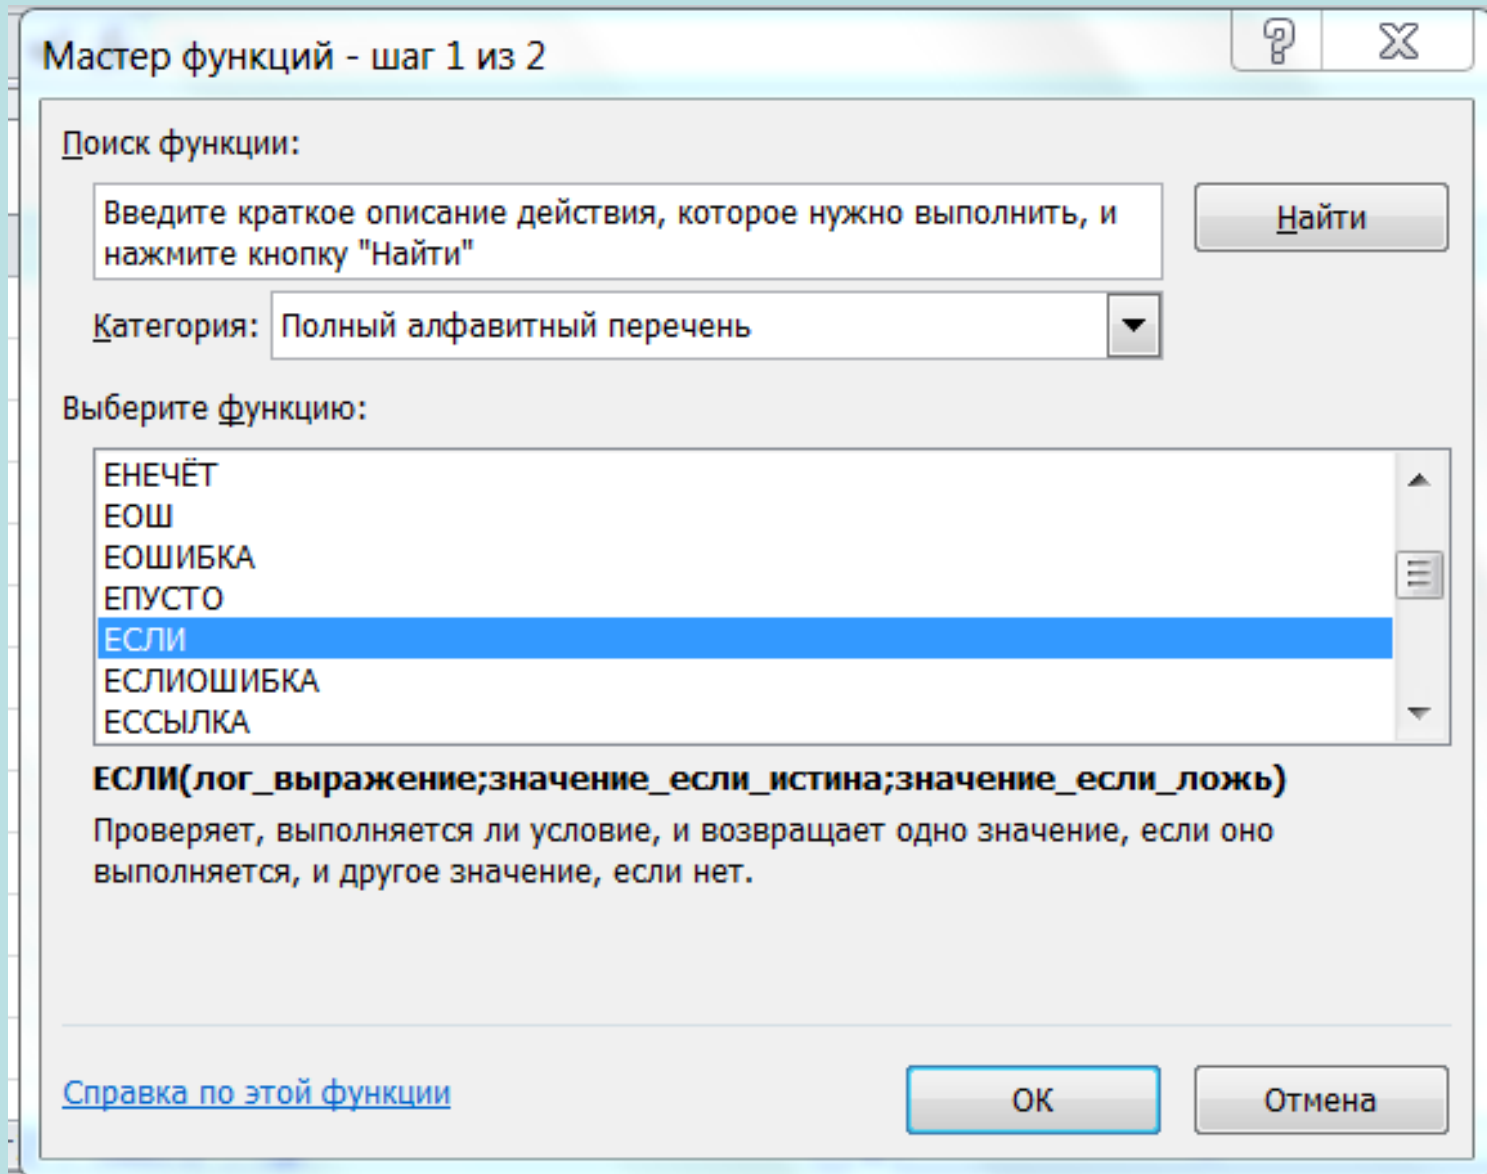 Мастер функций - шаг 1 из 2
Поиск функции:
Введите краткое описание действия, которое нужно выполнить, и
нажмите кнопку "Найти"
Найти
Категория:
Полный алфавитный перечень
Выберите функцию:
ЕНЕЧЁТ
ЕОШ
ЕОШИБКА
ЕПУСТО
ЕСЛИ
ЕСЛИОШИБКА
ЕССЫЛКА
ЕСЛИ(лог_выражение;значение_если_истина;значение_если_ложь)
Проверяет, выполняется ли условие, и возвращает одно значение, если оно
выполняется, и другое значение, если нет.
Справка по этой функции
ОК
Отмена